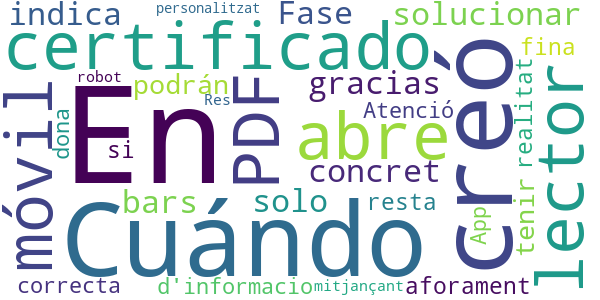 indica
personalitzat
Fase
solucionar
certificado
fina
robot
podrán
gracias
Res
PDF
En
móvil
dona
si
Atenció
abre
creó
realitat
lector
concret
bars
solo
resta
App
tenir
Cuándo
correcta
d'informacio
mitjançant
aforament